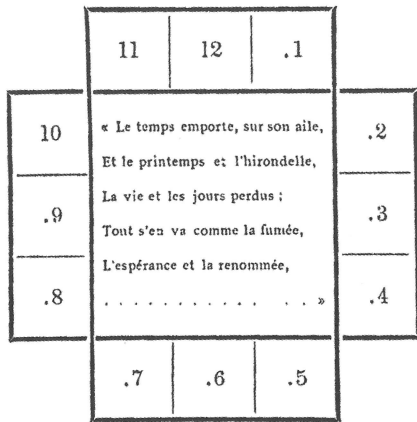 11 12 .1
10 .2
« Le temps emporte, sur son aile,
Et le printemps et l'hirondelle,
.9 La vie et les jours perdus ; .3
Tout s'en va comme la fumée,
.8 L'espérance et la renommée, .4
. . . . . . . . . . . . . . . »
.7 .6 .5